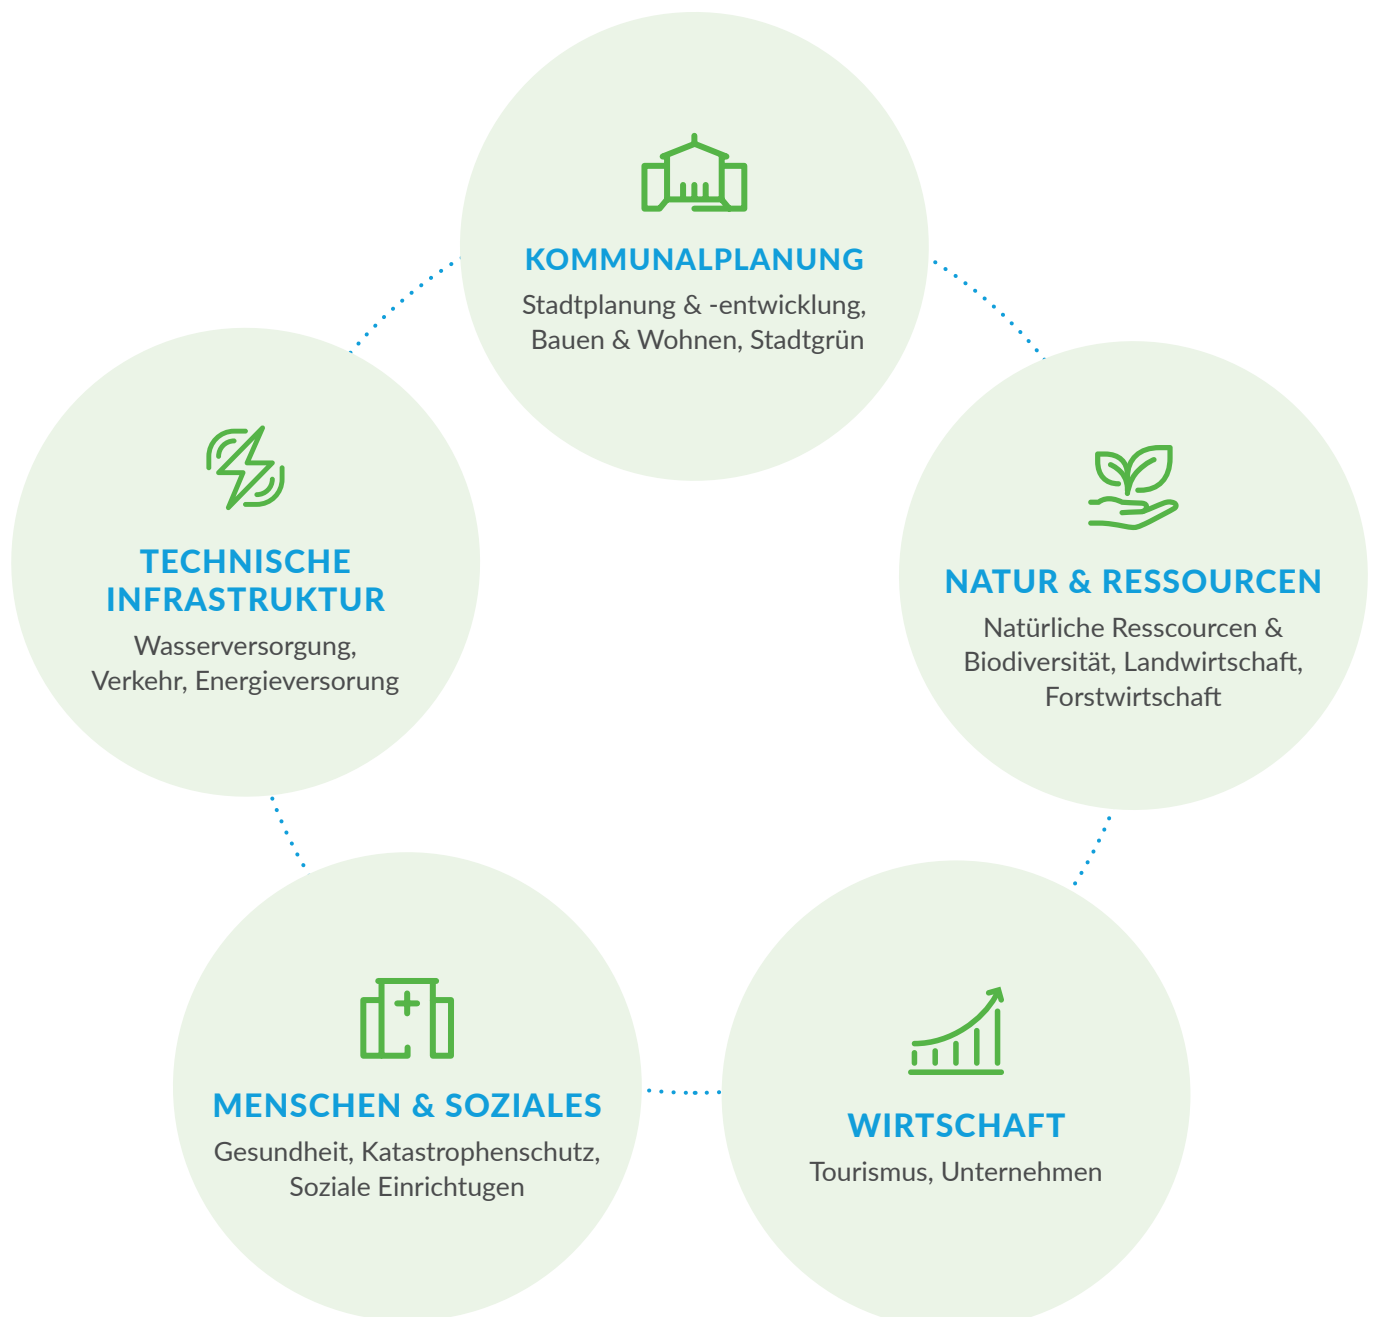 KOMMUNALPLANUNG
Stadtplanung & -entwicklung,
Bauen & Wohnen, Stadtgrün
TECHNISCHE
INFRASTRUKTUR
Wasserversorgung,
Verkehr, Energieversorung
NATUR & RESSOURCEN
Natürliche Resscourcen &
Biodiversität, Landwirtschaft,
Forstwirtschaft
MENSCHEN & SOZIALES
Gesundheit, Katastrophenschutz,
Soziale Einrichtugen
WIRTSCHAFT
Tourismus, Unternehmen